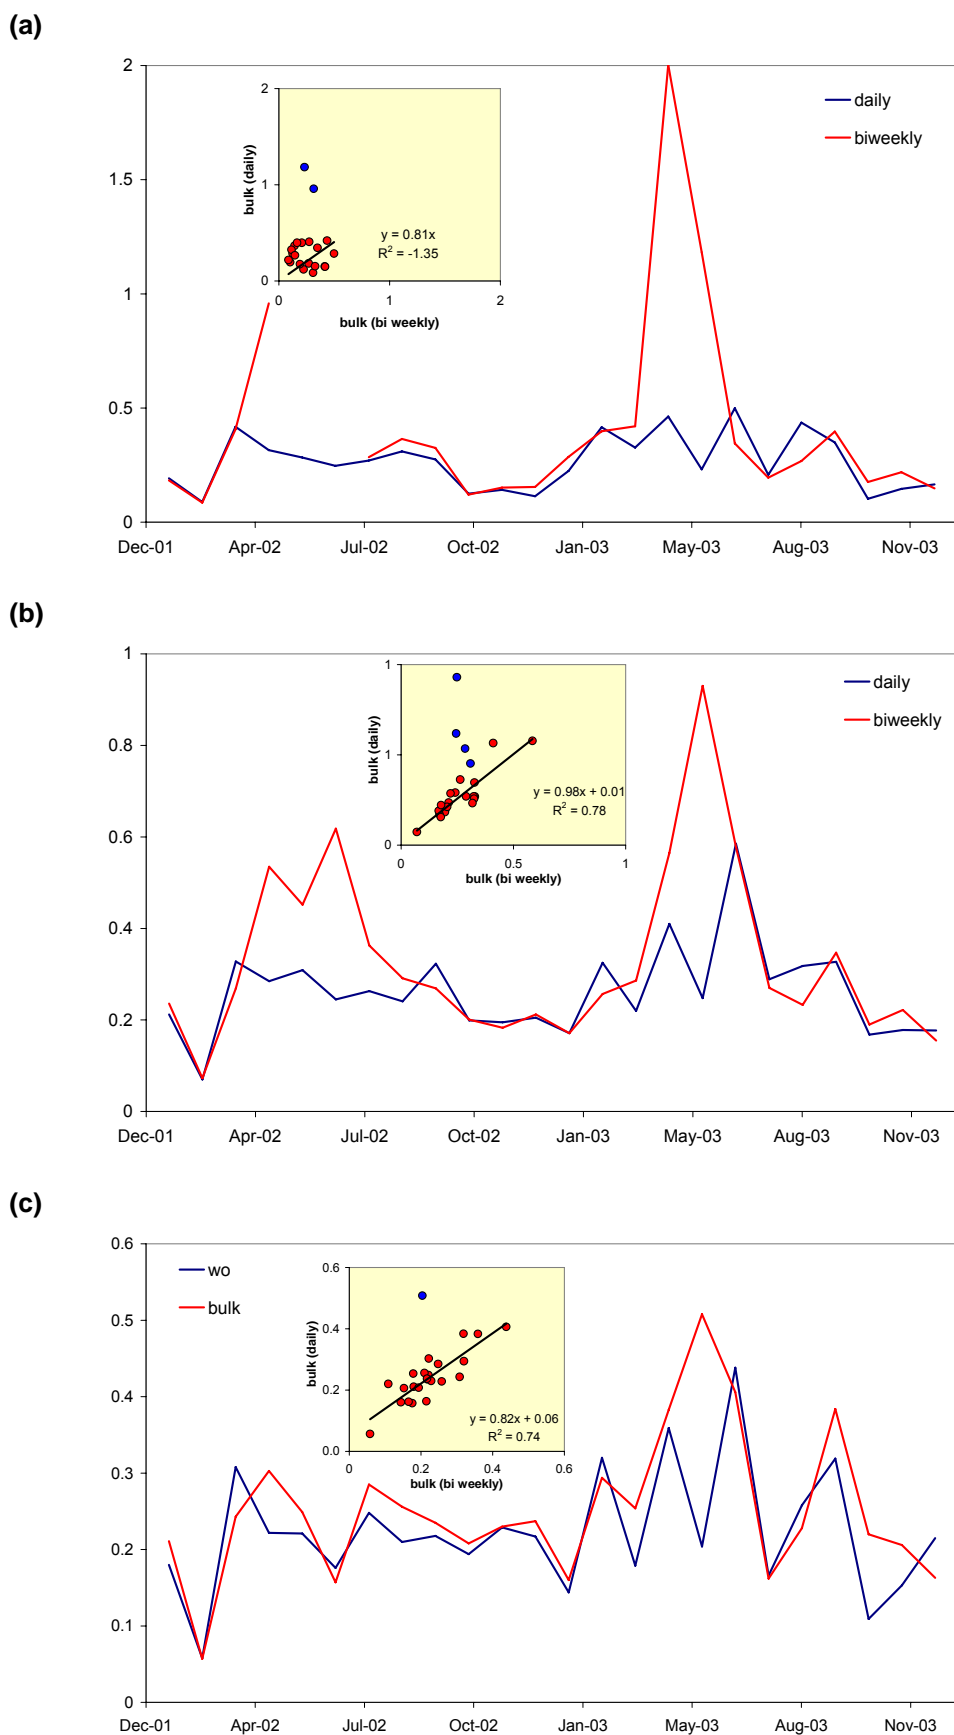 (a)
2
1.5
1
0.5
0
Dec-01 Apr-02 Jul-02 Oct-02 Jan-03 May-03 Aug-03 Nov-03
daily
biweekly
2
1
0
0 1 2
bulk (daily)
bulk (bi weekly)
y = 0.81x
R² = -1.35
(b)
1
0.8
0.6
0.4
0.2
0
Dec-01 Apr-02 Jul-02 Oct-02 Jan-03 May-03 Aug-03 Nov-03
daily
biweekly
1
1
0
0 0.5 1
bulk (daily)
bulk (bi weekly)
y = 0.98x + 0.01
R² = 0.78
(c)
0.6
0.5
0.4
0.3
0.2
0.1
0
Dec-01 Apr-02 Jul-02 Oct-02 Jan-03 May-03 Aug-03 Nov-03
wo
bulk
0.6
0.4
0.2
0.0
0 0.2 0.4 0.6
bulk (daily)
bulk (bi weekly)
y = 0.82x + 0.06
R² = 0.74